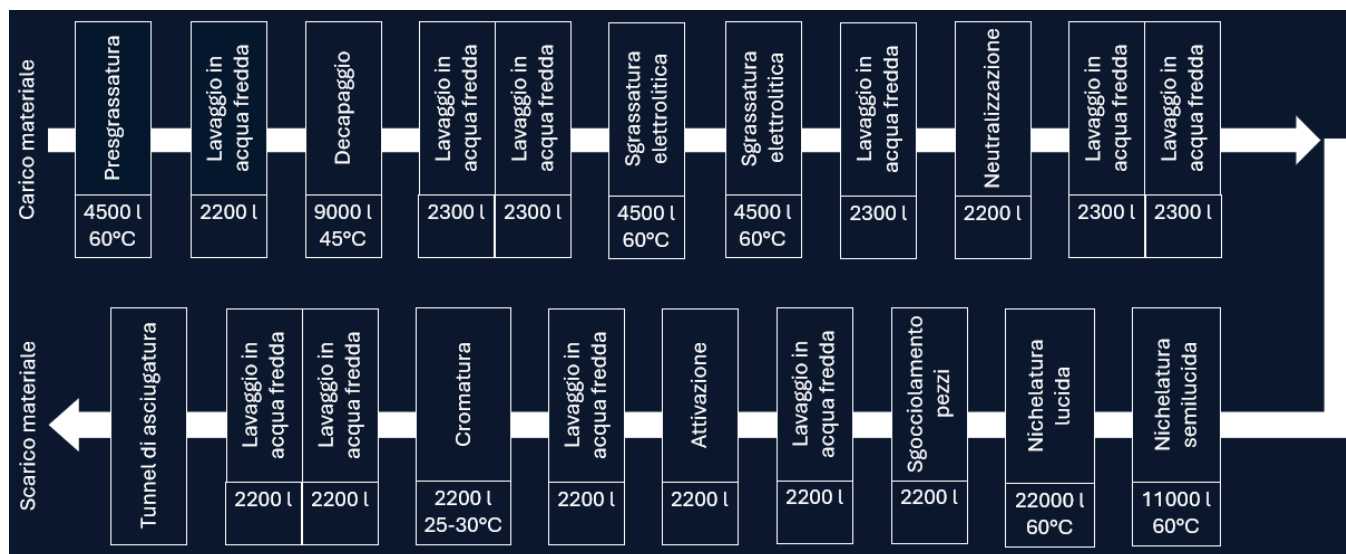 Carico materiale
Presgrassatura
4500 l
60°C
Lavaggio in
acqua fredda
2200 l
Decapaggio
9000 l
45°C
Lavaggio in
acqua fredda
2300 l
Lavaggio in
acqua fredda
2300 l
Sgrassatura
elettrolitica
4500 l
60°C
Sgrassatura
elettrolitica
4500 l
60°C
Lavaggio in
acqua fredda
2300 l
Neutralizzazione
2200 l
Lavaggio in
acqua fredda
2300 l
Lavaggio in
acqua fredda
2300 l
Scarico materiale
Tunnel di asciugatura
Lavaggio in
acqua fredda
2200 l
Lavaggio in
acqua fredda
2200 l
Cromatura
2200 l
25-30°C
Lavaggio in
acqua fredda
2200 l
Attivazione
2200 l
Lavaggio in
acqua fredda
2200 l
Sgocciolamento
pezzi
2200 l
Nichelatura
lucida
22000 l
60°C
Nichelatura
semilucida
11000 l
60°C